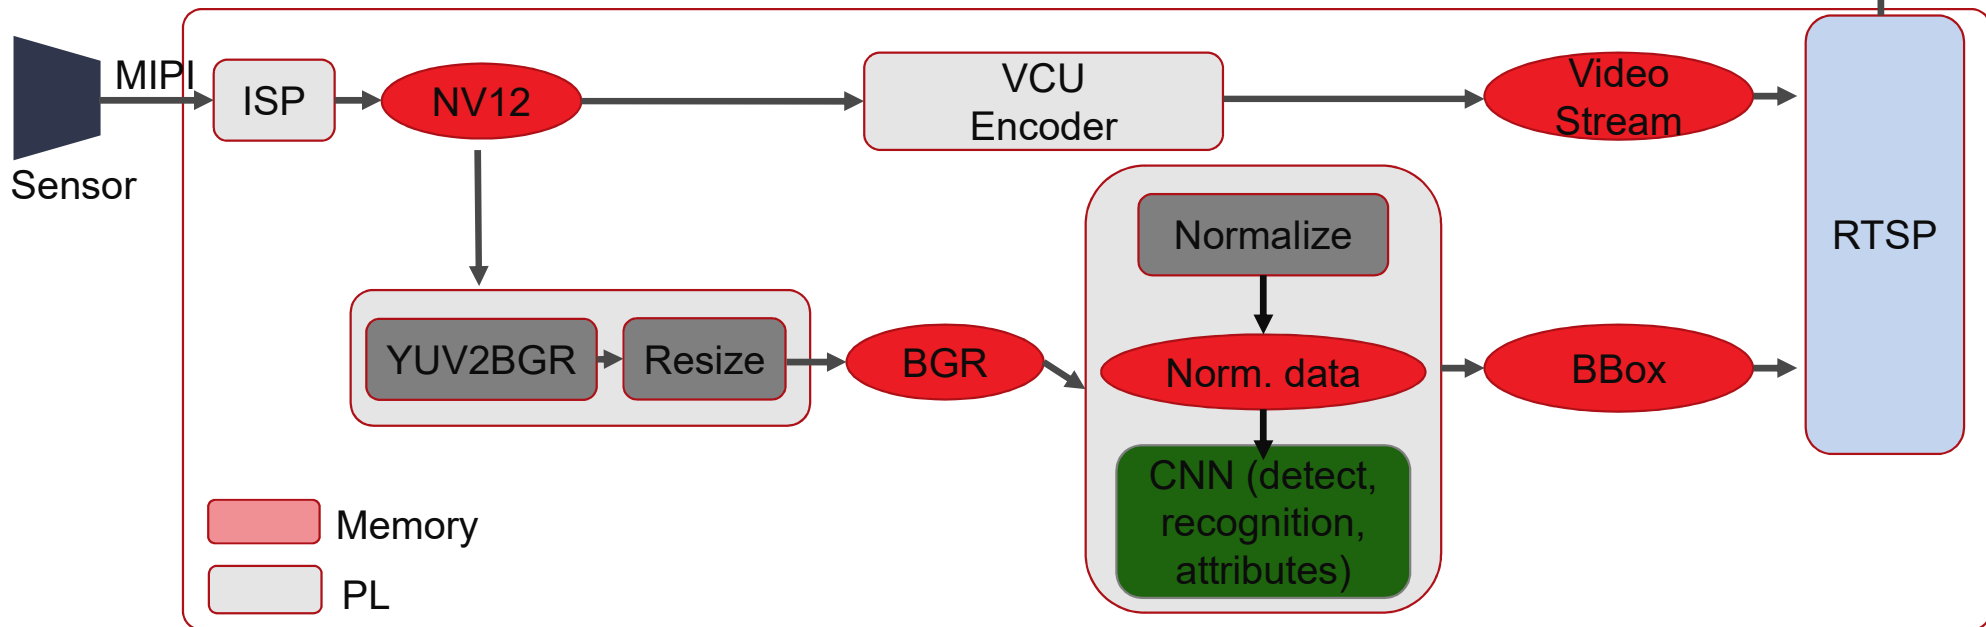 MIPI
Sensor
ISP
NV12
VCU
Encoder
Video
Stream
RTSP
YUV2BGR
Resize
BGR
Normalize
Norm. data
CNN (detect,
recognition,
attributes)
BBox
Memory
PL